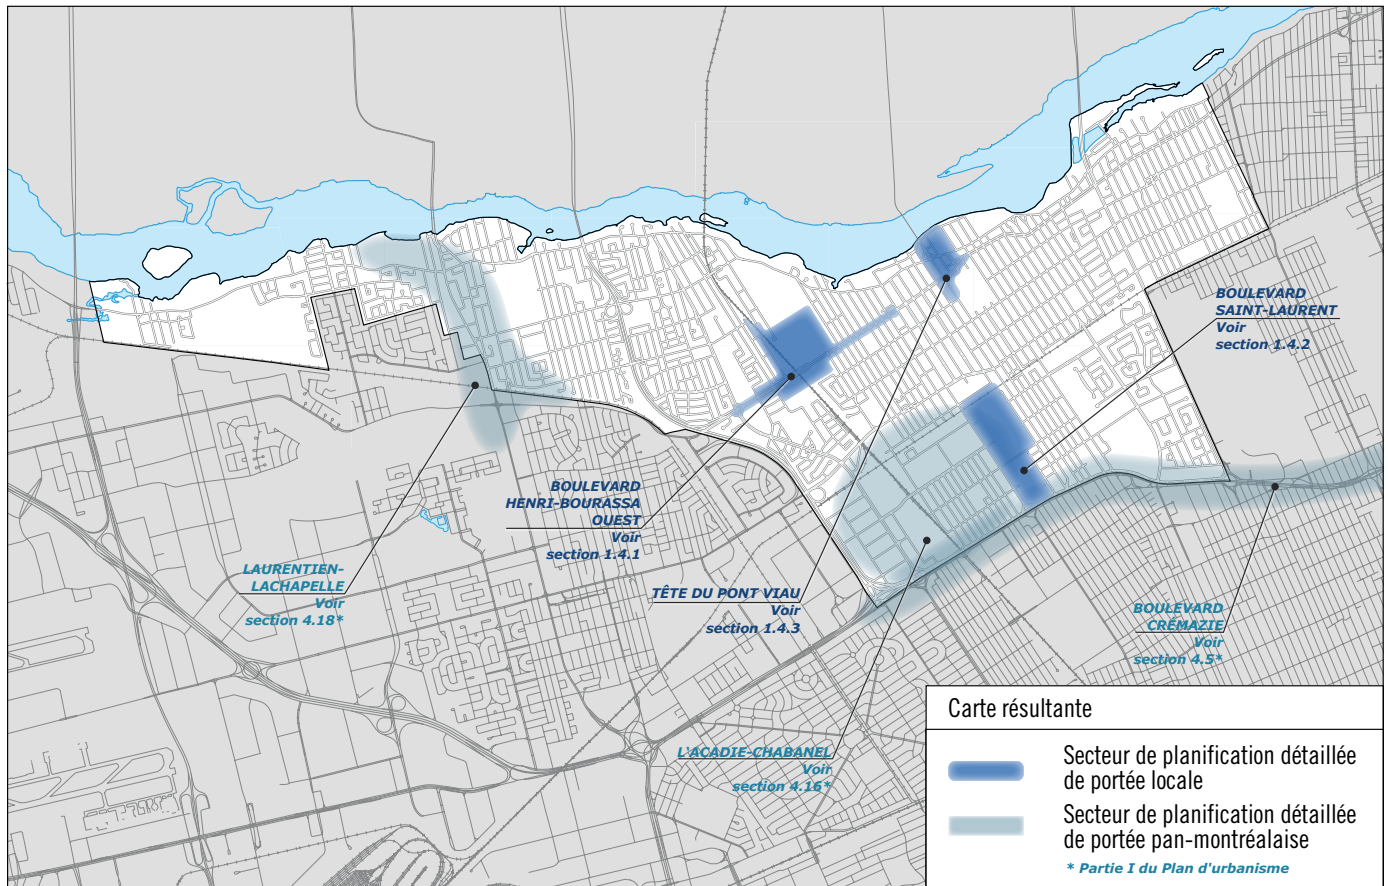 BOULEVARD
SAINT-LAURENT
Voir
section 1.4.2
BOULEVARD
HENRI-BOURASSA
OUEST
Voir
section 1.4.1
LAURENTIEN-
LACHAPELLE
Voir
section 4.18*
TÊTE DU PONT VIAU
Voir
section 1.4.3
BOULEVARD
CRÉMAZIE
Voir
section 4.5*
L'ACADIE-CHABANEL
Voir
section 4.16*
Carte résultante
Secteur de planification détaillée
de portée locale
Secteur de planification détaillée
de portée pan-montréalaise
* Partie I du Plan d'urbanisme